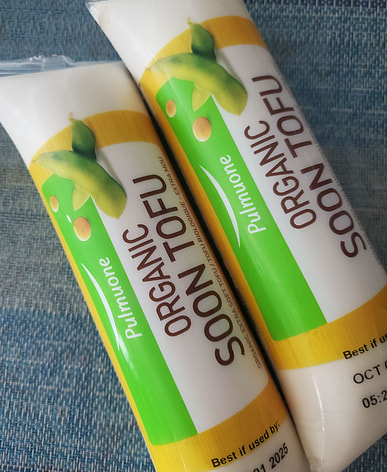 Pulmuone
ORGANIC
SOON TOFU
Best if used by:
01 2025
Pulmuone
ORGANIC
SOON TOFU
Best if us
OCT
05:2